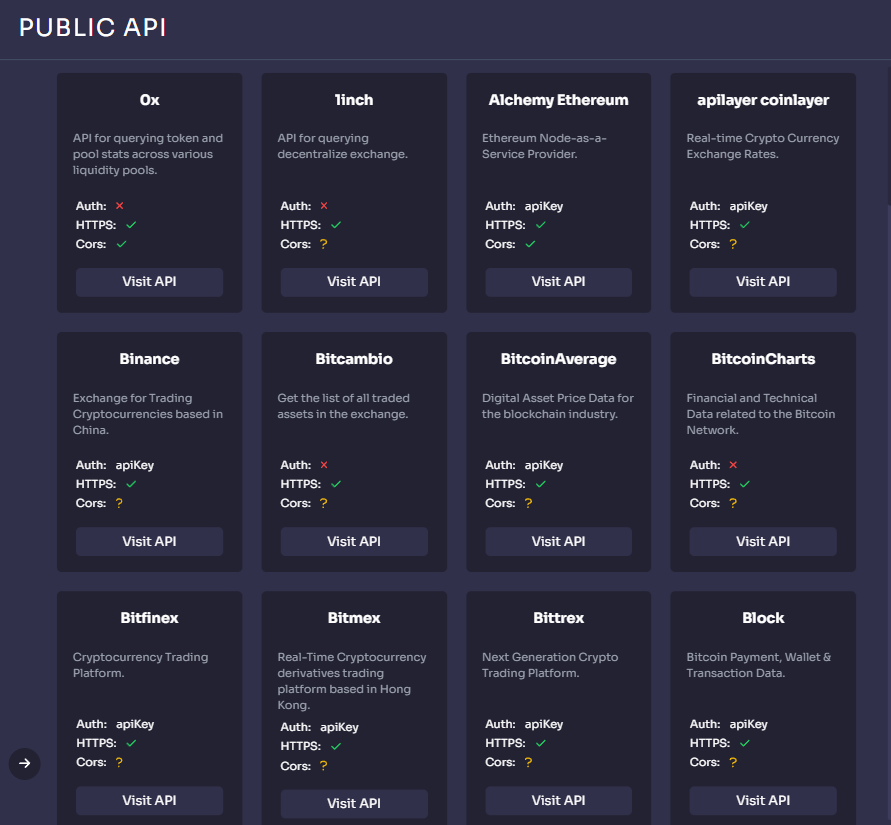 PUBLIC API
0x
API for querying token and
pool stats across various
liquidity pools.
Auth: ✕
HTTPS: ✓
Cors: ✓
Visit API
1inch
API for querying
decentralize exchange.
Auth: ✕
HTTPS: ✓
Cors: ?
Visit API
Alchemy Ethereum
Ethereum Node-as-a-
Service Provider.
Auth: apiKey
HTTPS: ✓
Cors: ✓
Visit API
apilayer coinlayer
Real-time Crypto Currency
Exchange Rates.
Auth: apiKey
HTTPS: ✓
Cors: ?
Visit API
Binance
Exchange for Trading
Cryptocurrencies based in
China.
Auth: apiKey
HTTPS: ✓
Cors: ?
Visit API
Bitcambio
Get the list of all traded
assets in the exchange.
Auth: ✕
HTTPS: ✓
Cors: ?
Visit API
BitcoinAverage
Digital Asset Price Data for
the blockchain industry.
Auth: apiKey
HTTPS: ✓
Cors: ?
Visit API
BitcoinCharts
Financial and Technical
Data related to the Bitcoin
Network.
Auth: ✕
HTTPS: ✓
Cors: ?
Visit API
Bitfinex
Cryptocurrency Trading
Platform.
Auth: apiKey
HTTPS: ✓
Cors: ?
Visit API
Bitmex
Real-Time Cryptocurrency
derivatives trading
platform based in Hong
Kong.
Auth: apiKey
HTTPS: ✓
Cors: ?
Visit API
Bittrex
Next Generation Crypto
Trading Platform.
Auth: apiKey
HTTPS: ✓
Cors: ?
Visit API
Block
Bitcoin Payment, Wallet &
Transaction Data.
Auth: apiKey
HTTPS: ✓
Cors: ?
Visit API